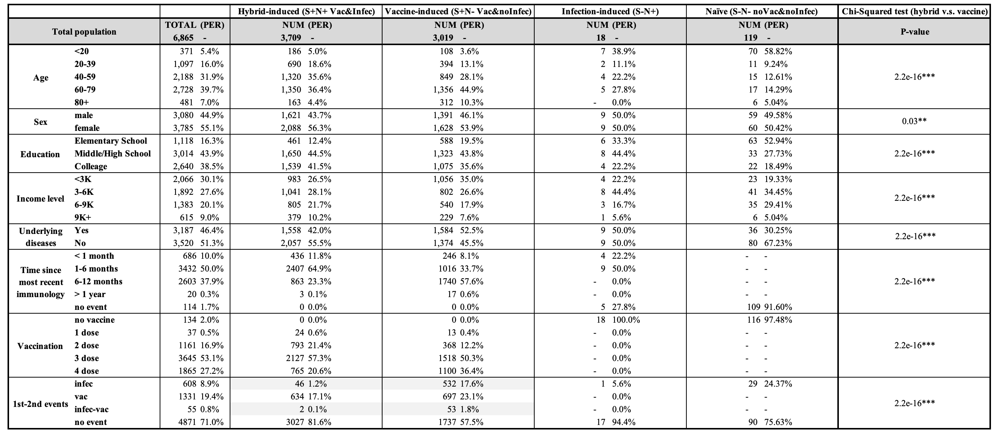 Hybrid-induced (S+N+ Vac&Infec) Vaccine-induced (S+N- Vac&noInfec) Infection-induced (S-N+) Naïve (S-N- noVac&noInfec) Chi-Squared test (hybrid v.s. vaccine)
Total population TOTAL (PER) NUM (PER) NUM (PER) NUM (PER) NUM (PER) P-value
6,865 - 3,709 - 3,019 - 18 - 119 -
Age <20 371 5.4% 186 5.0% 108 3.6% 7 38.9% 70 58.82% 2.2e-16***
20-39 1,097 16.0% 690 18.6% 394 13.1% 2 11.1% 11 9.24%
40-59 2,188 31.9% 1,320 35.6% 849 28.1% 4 22.2% 15 12.61%
60-79 2,728 39.7% 1,350 36.4% 1,356 44.9% 5 27.8% 17 14.29%
80+ 481 7.0% 163 4.4% 312 10.3% - 0.0% 6 5.04%
Sex male 3,080 44.9% 1,621 43.7% 1,391 46.1% 9 50.0% 59 49.58% 0.03**
female 3,785 55.1% 2,088 56.3% 1,628 53.9% 9 50.0% 60 50.42%
Education Elementary School 1,118 16.3% 461 12.4% 588 19.5% 6 33.3% 63 52.94% 2.2e-16***
Middle/High School 3,014 43.9% 1,650 44.5% 1,323 43.8% 8 44.4% 33 27.73%
Colleage 2,640 38.5% 1,539 41.5% 1,075 35.6% 4 22.2% 22 18.49%
Income level <3K 2,066 30.1% 983 26.5% 1,056 35.0% 4 22.2% 23 19.33% 2.2e-16***
3-6K 1,892 27.6% 1,041 28.1% 802 26.6% 8 44.4% 41 34.45%
6-9K 1,383 20.1% 805 21.7% 540 17.9% 3 16.7% 35 29.41%
9K+ 615 9.0% 379 10.2% 229 7.6% 1 5.6% 6 5.04%
Underlying diseases Yes 3,187 46.4% 1,558 42.0% 1,584 52.5% 9 50.0% 36 30.25% 2.2e-16***
No 3,520 51.3% 2,057 55.5% 1,374 45.5% 9 50.0% 80 67.23%
Time since most recent immunology < 1 month 686 10.0% 436 11.8% 246 8.1% 4 22.2% - - 2.2e-16***
1-6 months 3432 50.0% 2407 64.9% 1016 33.7% 9 50.0% - -
6-12 months 2603 37.9% 863 23.3% 1740 57.6% - 0.0% - -
> 1 year 20 0.3% 3 0.1% 17 0.6% - 0.0% - -
no event 114 1.7% 0 0.0% 0 0.0% 5 27.8% 109 91.60%
Vaccination no vaccine 134 2.0% 0 0.0% 0 0.0% 18 100.0% 116 97.48% 2.2e-16***
1 dose 37 0.5% 24 0.6% 13 0.4% - 0.0% - -
2 dose 1161 16.9% 793 21.4% 368 12.2% - 0.0% - -
3 dose 3645 53.1% 2127 57.3% 1518 50.3% - 0.0% - -
4 dose 1865 27.2% 765 20.6% 1100 36.4% - 0.0% - -
1st-2nd events infec 608 8.9% 46 1.2% 532 17.6% 1 5.6% 29 24.37% 2.2e-16***
vac 1331 19.4% 634 17.1% 697 23.1% - 0.0% - -
infec-vac 55 0.8% 2 0.1% 53 1.8% - 0.0% - -
no event 4871 71.0% 3027 81.6% 1737 57.5% 17 94.4% 90 75.63%